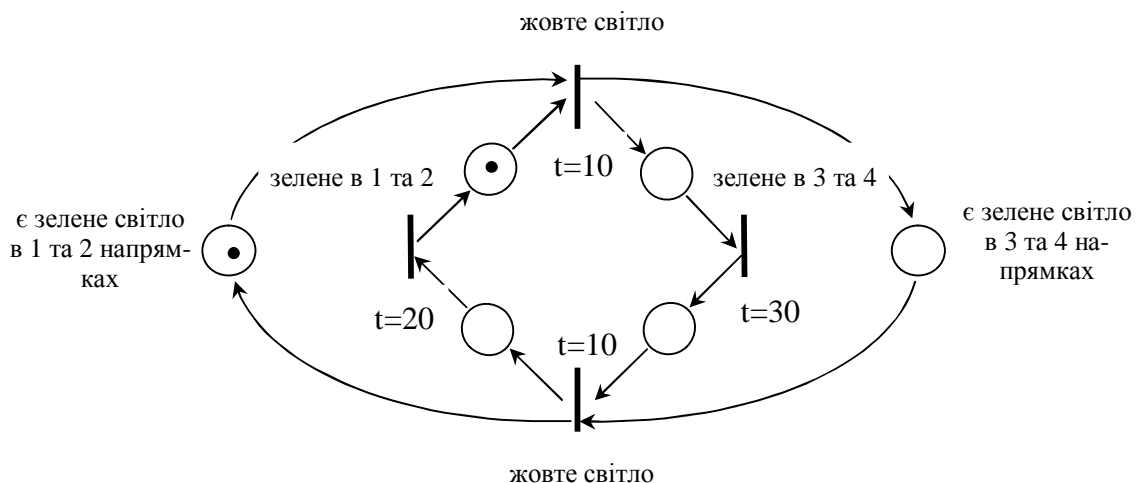 жовте світло
t=10
зелене в 1 та 2
зелене в 3 та 4
є зелене світло
в 1 та 2 напрям-
ках
є зелене світло
в 3 та 4 на-
прямках
t=20
t=10
t=30
жовте світло